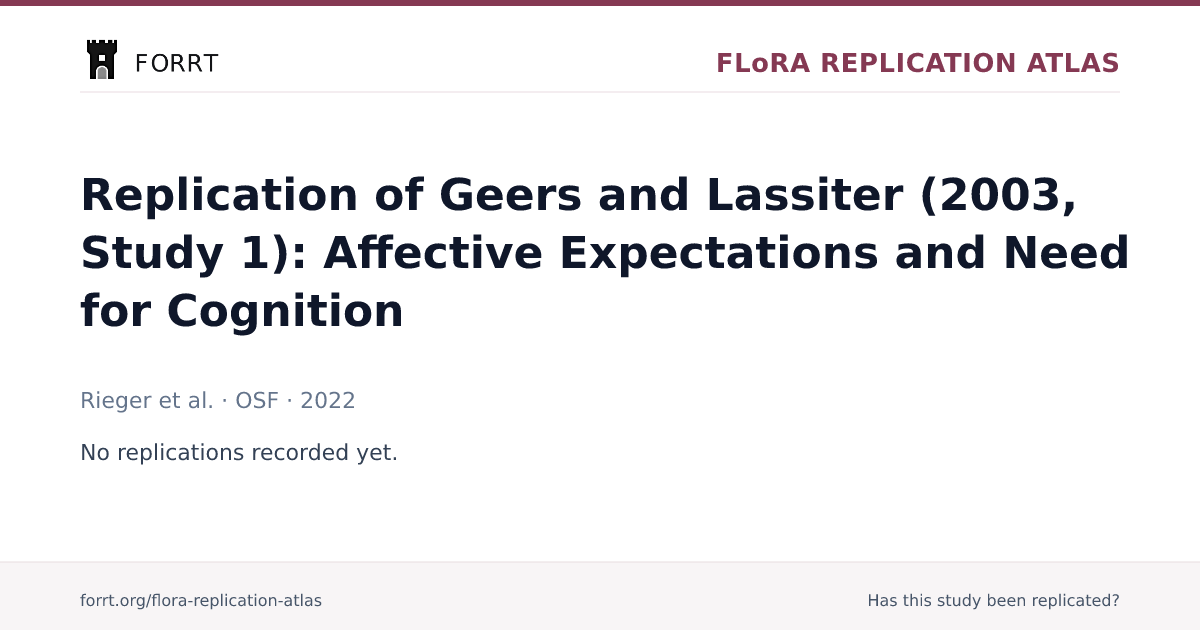 FORRT
FLoRA REPLICATION ATLAS
Replication of Geers and Lassiter (2003,
Study 1): Affective Expectations and Need
for Cognition
Rieger et al. · OSF · 2022
No replications recorded yet.
forrt.org/flora-replication-atlas
Has this study been replicated?